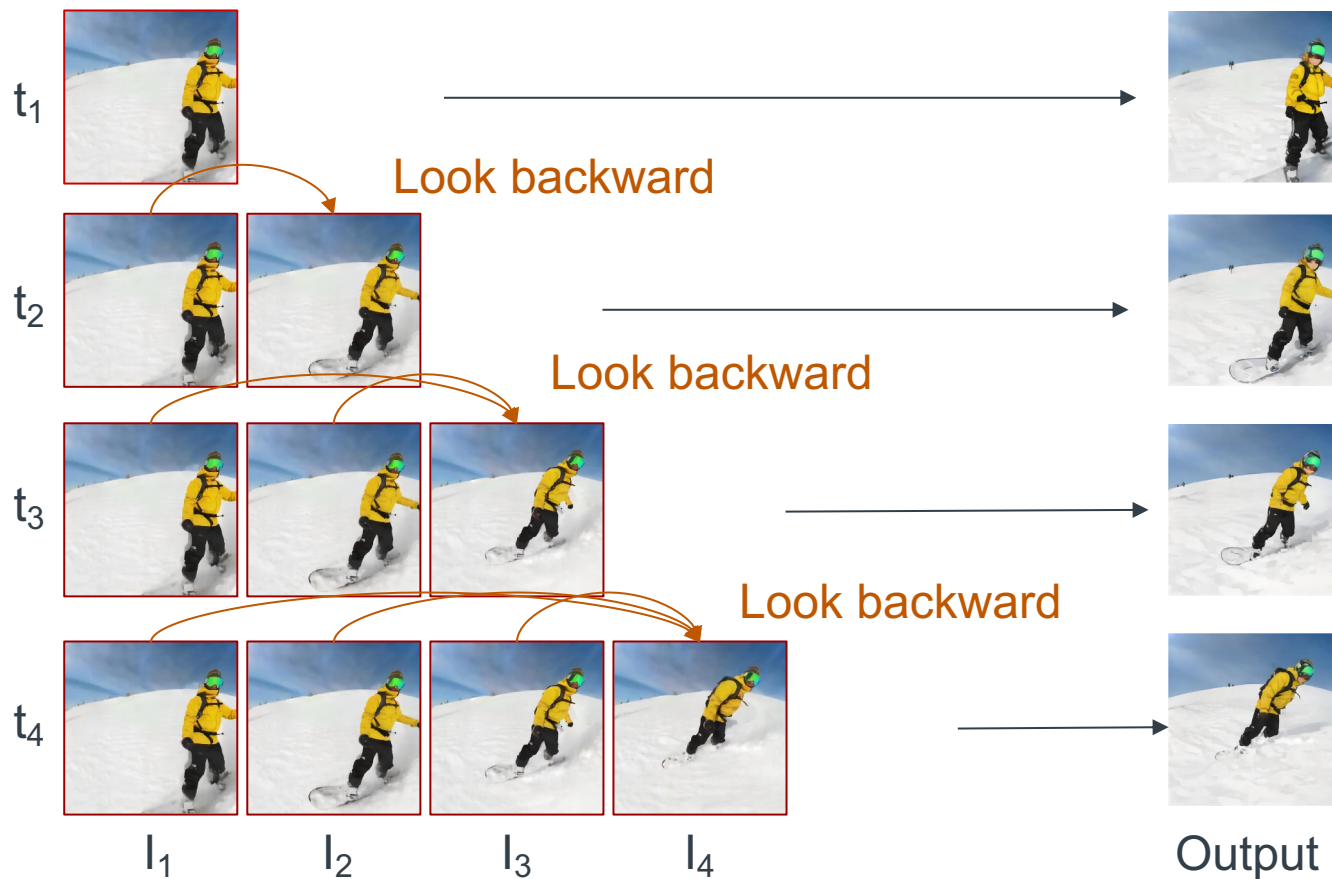 t₁
Look backward
t₂
Look backward
t₃
Look backward
t₄
I₁ I₂ I₃ I₄ Output